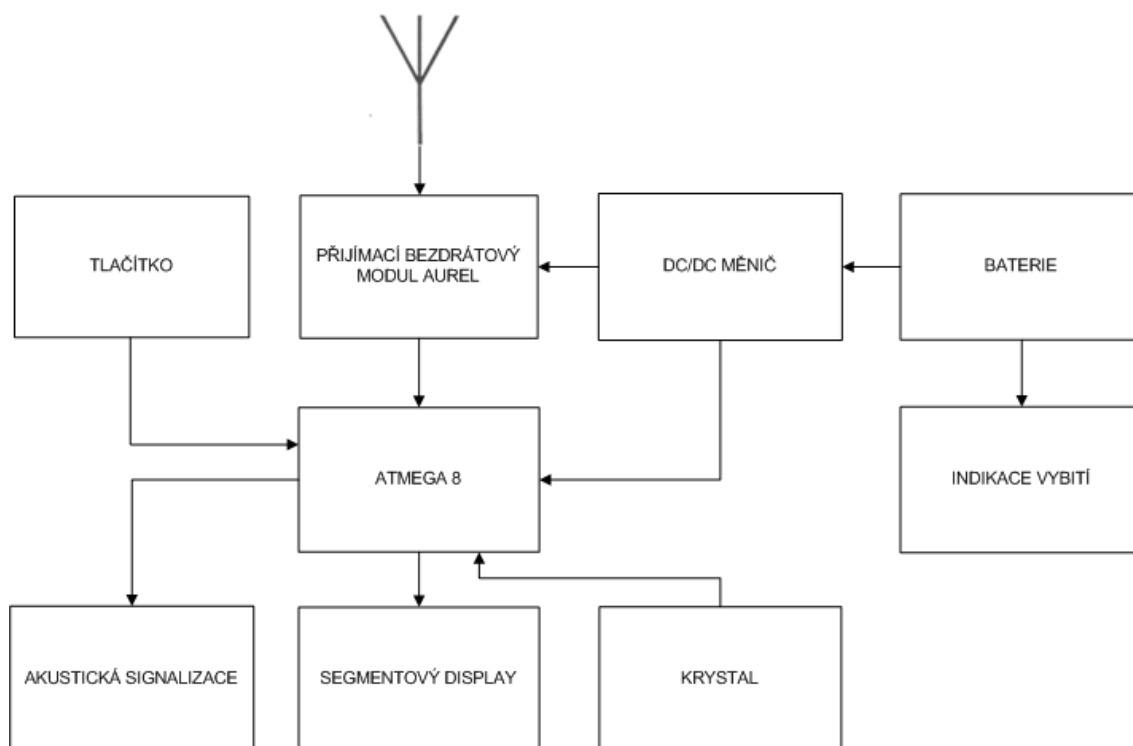 TLAČÍTKO
PŘIJÍMACÍ BEZDRÁTOVÝ
MODUL AUREL
DC/DC MĚNIČ
BATERIE
ATMEGA 8
INDIKACE VYBITÍ
AKUSTICKÁ SIGNALIZACE
SEGMENTOVÝ DISPLAY
KRYSTAL